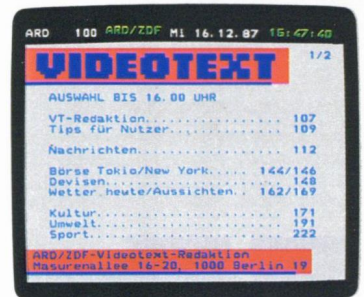 ARD 100 ARD/ZDF Mi 16.12.87 15:47:40
1/2
VIDEOTEXT
AUSWAHL BIS 16.00 UHR
VT-Redaktion................ 107
Tips für Nutzer............. 109
Nachrichten................. 112
Börse Tokio/New York.... 144/146
Devisen..................... 148
Wetter heute/Aussichten. 162/169
Kultur...................... 171
Umwelt...................... 191
Sport....................... 222
ARD/ZDF-Videotext-Redaktion
Masurenallee 16-20, 1000 Berlin 19